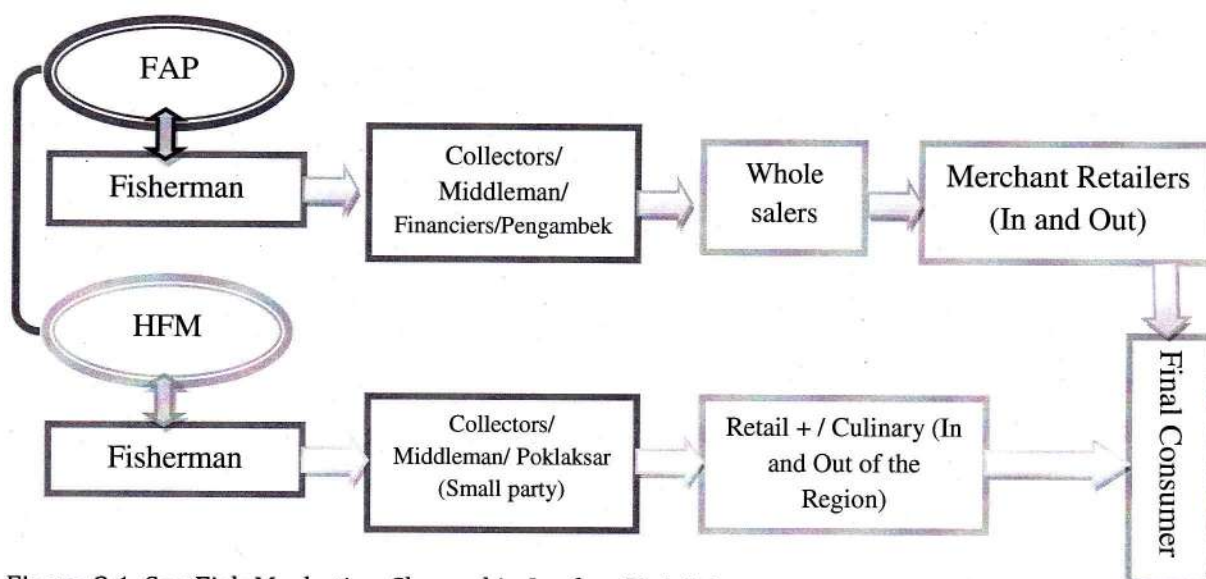 FAP
Fisherman
Collectors/
Middleman/
Financiers/Pengambek
Whole
salers
Merchant Retailers
(In and Out)
HFM
Fisherman
Collectors/
Middleman/ Poklaksar
(Small party)
Retail + / Culinary (In
and Out of the
Region)
Final Consumer